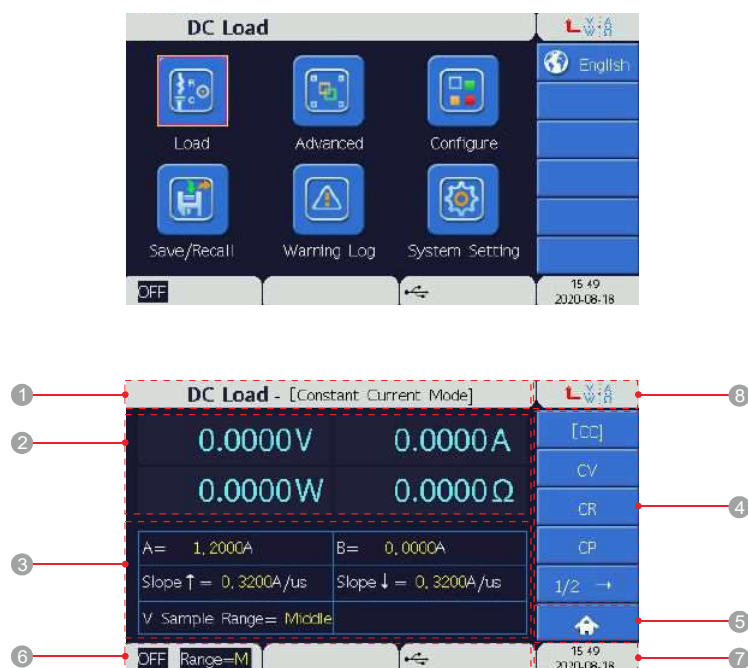 DC Load
English
Load Advanced Configure
Save/Recall Warning Log System Setting
OFF
15:49
2020-08-18
1
DC Load - [Constant Current Mode]
8
2
0.0000V 0.0000A
0.0000W 0.0000Ω
[CC]
CV
CR
4
3
A= 1,2000A B= 0,0000A
Slope↑= 0,3200A/us Slope↓= 0,3200A/us
V Sample Range= Middle
CP
1/2 →
5
6
OFF Range=M
15:49
2020-08-18
7